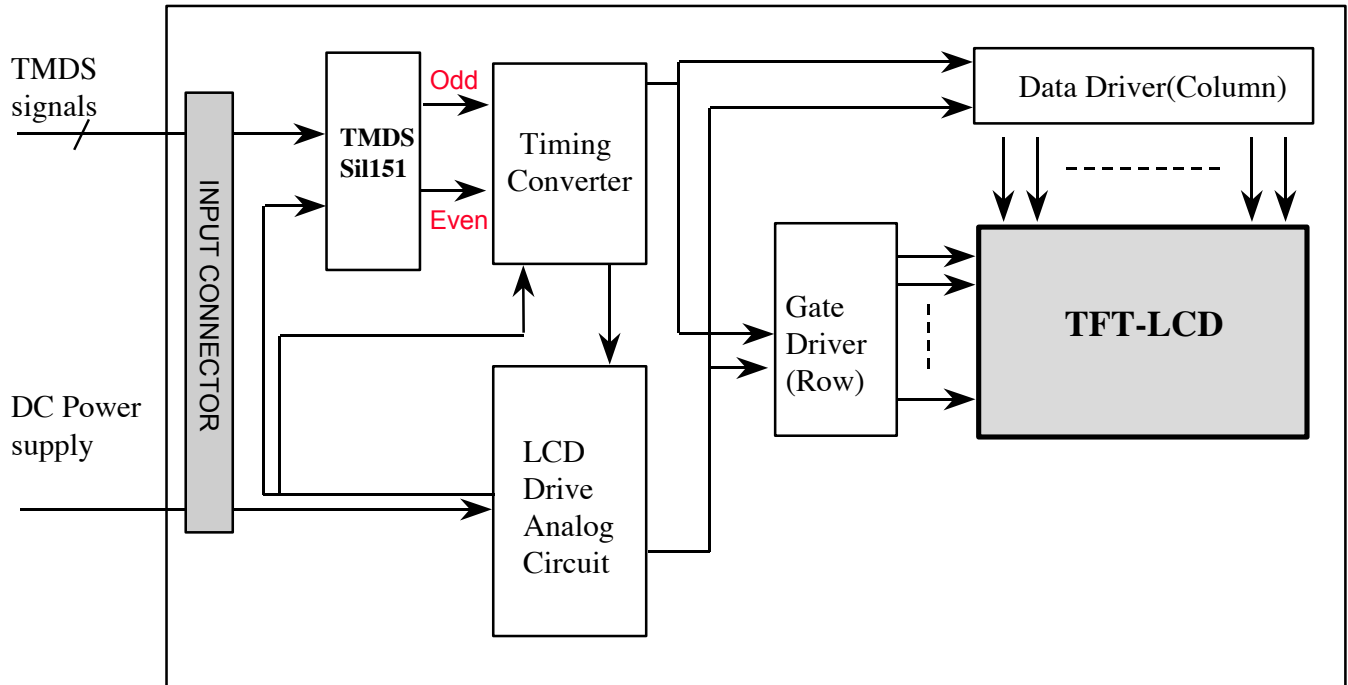 TMDS
signals
DC Power
supply
INPUT CONNECTOR
TMDS
Sil151
Odd
Even
Timing
Converter
LCD
Drive
Analog
Circuit
Data Driver(Column)
Gate
Driver
(Row)
TFT-LCD